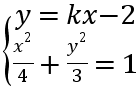 y = kx − 2
x²/4 + y²/3 = 1